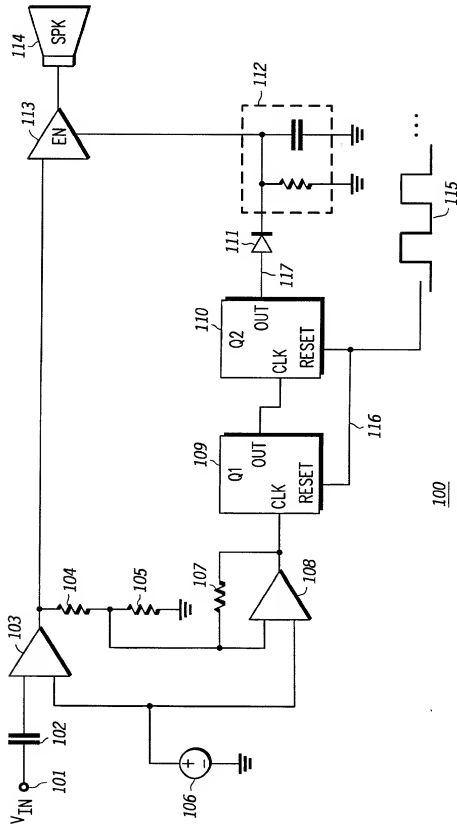 114
SPK
113
EN
112
111
117
110
Q2
OUT
CLK
RESET
109
Q1
OUT
CLK
RESET
116
115
...
103
104
105
107
108
102
101
V_IN
106
+
−
100